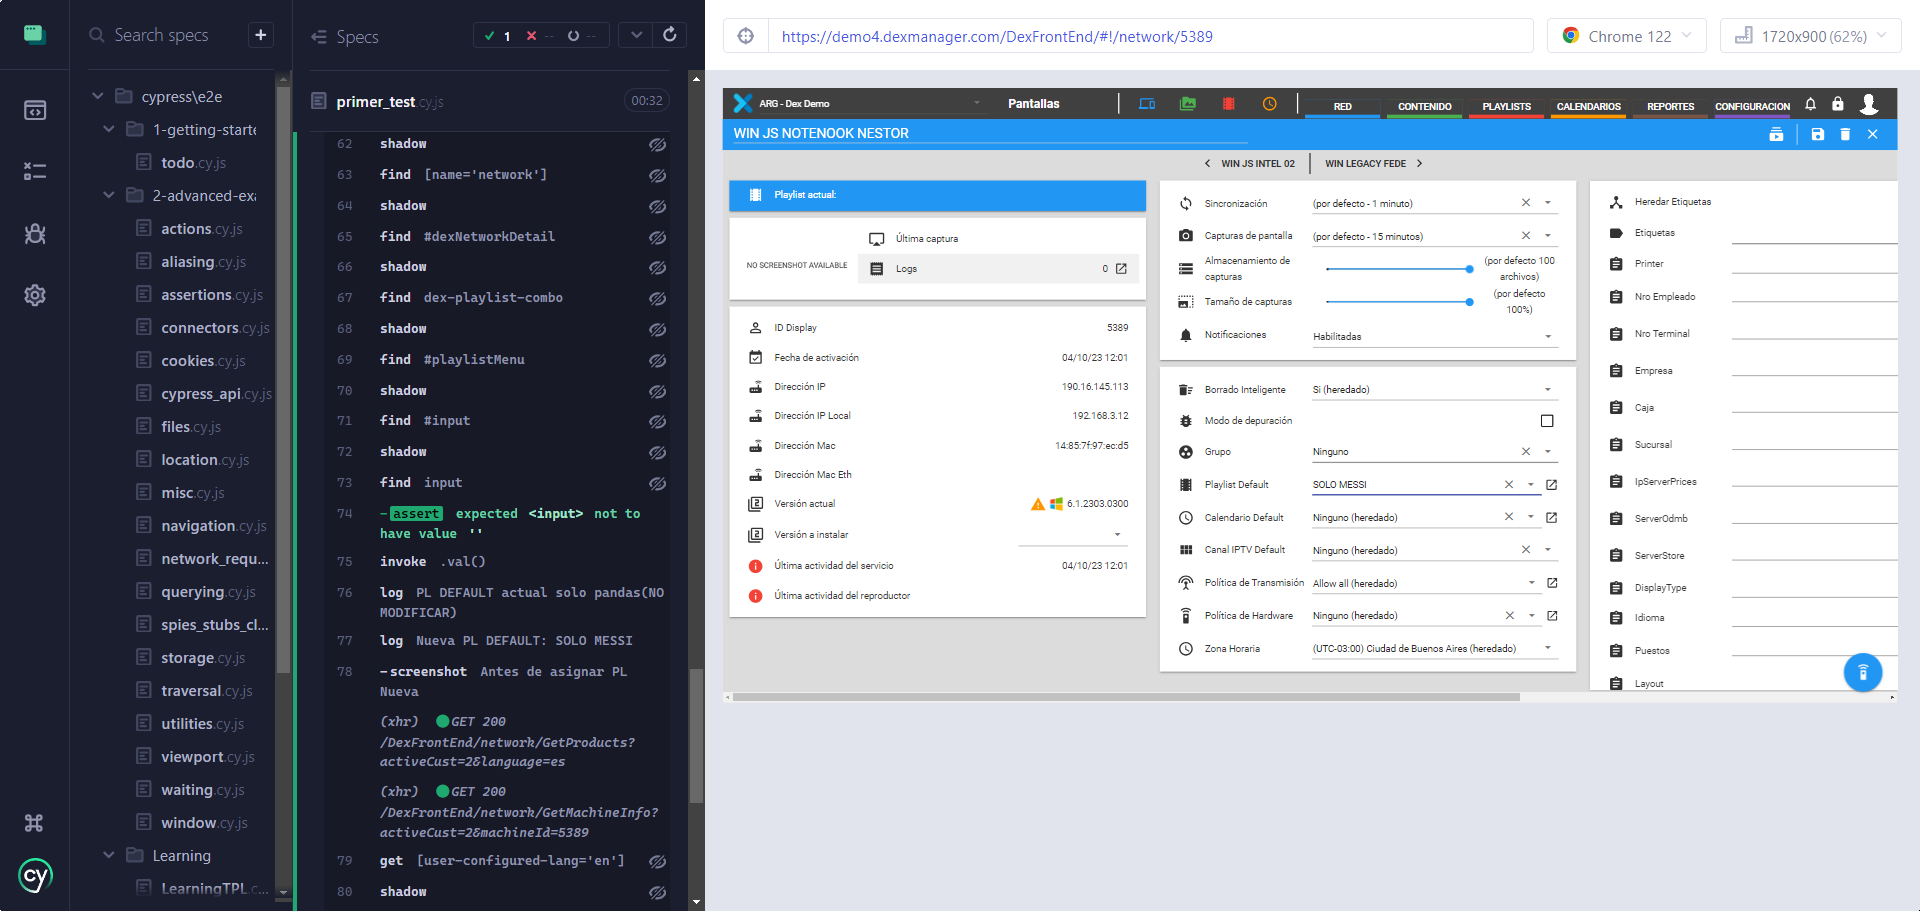 Search specs
+
cypress\e2e
1-getting-starte
todo.cy.js
2-advanced-exa
actions.cy.js
aliasing.cy.js
assertions.cy.js
connectors.cy.js
cookies.cy.js
cypress_api.cy.js
files.cy.js
location.cy.js
misc.cy.js
navigation.cy.js
network_requ...
querying.cy.js
spies_stubs_cl...
storage.cy.js
traversal.cy.js
utilities.cy.js
viewport.cy.js
waiting.cy.js
window.cy.js
Learning
LearningTPL.c...
cy
Specs
1 -- --
primer_test cy.js 00:32
62 shadow
63 find [name='network']
64 shadow
65 find #dexNetworkDetail
66 shadow
67 find dex-playlist-combo
68 shadow
69 find #playlistMenu
70 shadow
71 find #input
72 shadow
73 find input
74 -assert expected <input> not to
have value ''
75 invoke .val()
76 log PL DEFAULT actual solo pandas(NO
MODIFICAR)
77 log Nueva PL DEFAULT: SOLO MESSI
78 -screenshot Antes de asignar PL
Nueva
(xhr) GET 200
/DexFrontEnd/network/GetProducts?
activeCust=2&language=es
(xhr) GET 200
/DexFrontEnd/network/GetMachineInfo?
activeCust=2&machineId=5389
79 get [user-configured-lang='en']
80 shadow
https://demo4.dexmanager.com/DexFrontEnd/#!/network/5389
Chrome 122
1720x900 (62%)
ARG - Dex Demo
Pantallas
RED CONTENIDO PLAYLISTS CALENDARIOS REPORTES CONFIGURACION
WIN JS NOTENOOK NESTOR
WIN JS INTEL 02 WIN LEGACY FEDE
Playlist actual:
NO SCREENSHOT AVAILABLE
Última captura
Logs 0
ID Display 5389
Fecha de activación 04/10/23 12:01
Dirección IP 190.16.145.113
Dirección IP Local 192.168.3.12
Dirección Mac 14:85:7f:97:ec:d5
Dirección Mac Eth
Versión actual 6.1.2303.0300
Versión a instalar
Última actividad del servicio 04/10/23 12:01
Última actividad del reproductor
Sincronización (por defecto - 1 minuto)
Capturas de pantalla (por defecto - 15 minutos)
Almacenamiento de capturas (por defecto 100 archivos)
Tamaño de capturas (por defecto 100%)
Notificaciones Habilitadas
Borrado Inteligente Si (heredado)
Modo de depuración
Grupo Ninguno
Playlist Default SOLO MESSI
Calendario Default Ninguno (heredado)
Canal IPTV Default Ninguno (heredado)
Política de Transmisión Allow all (heredado)
Política de Hardware Ninguno (heredado)
Zona Horaria (UTC-03:00) Ciudad de Buenos Aires (heredado)
Heredar Etiquetas
Etiquetas
Printer
Nro Empleado
Nro Terminal
Empresa
Caja
Sucursal
IpServerPrices
ServerOdmb
ServerStore
DisplayType
Idioma
Puestos
Layout